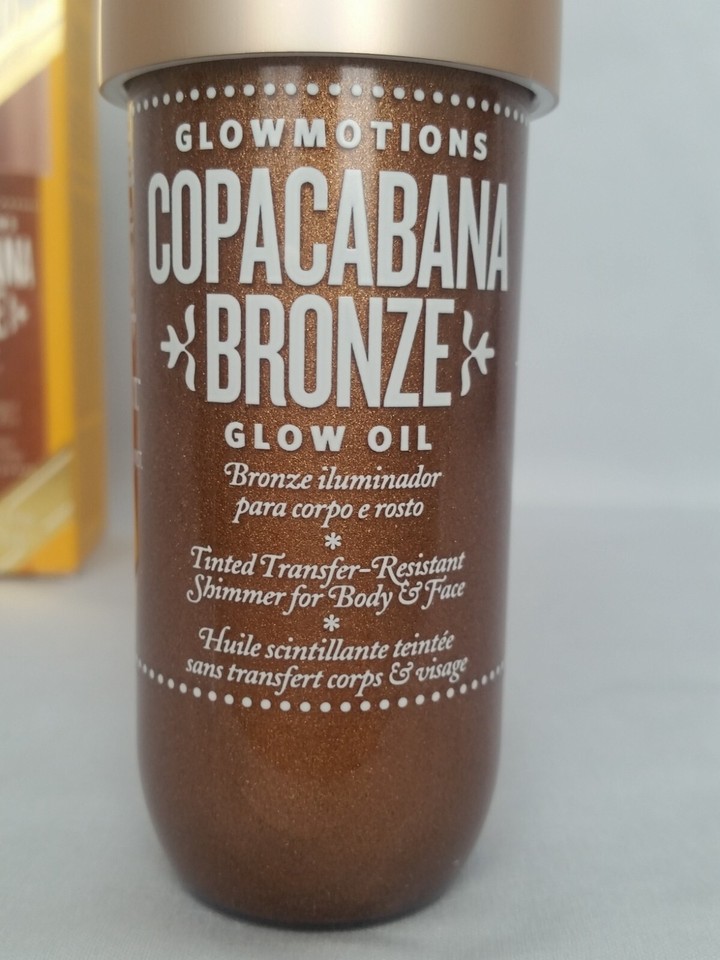 GLOWMOTIONS
COPACABANA
BRONZE
GLOW OIL
Bronze iluminador
para corpo e rosto
*
Tinted Transfer-Resistant
Shimmer for Body & Face
*
Huile scintillante teintée
sans transfert corps & visage